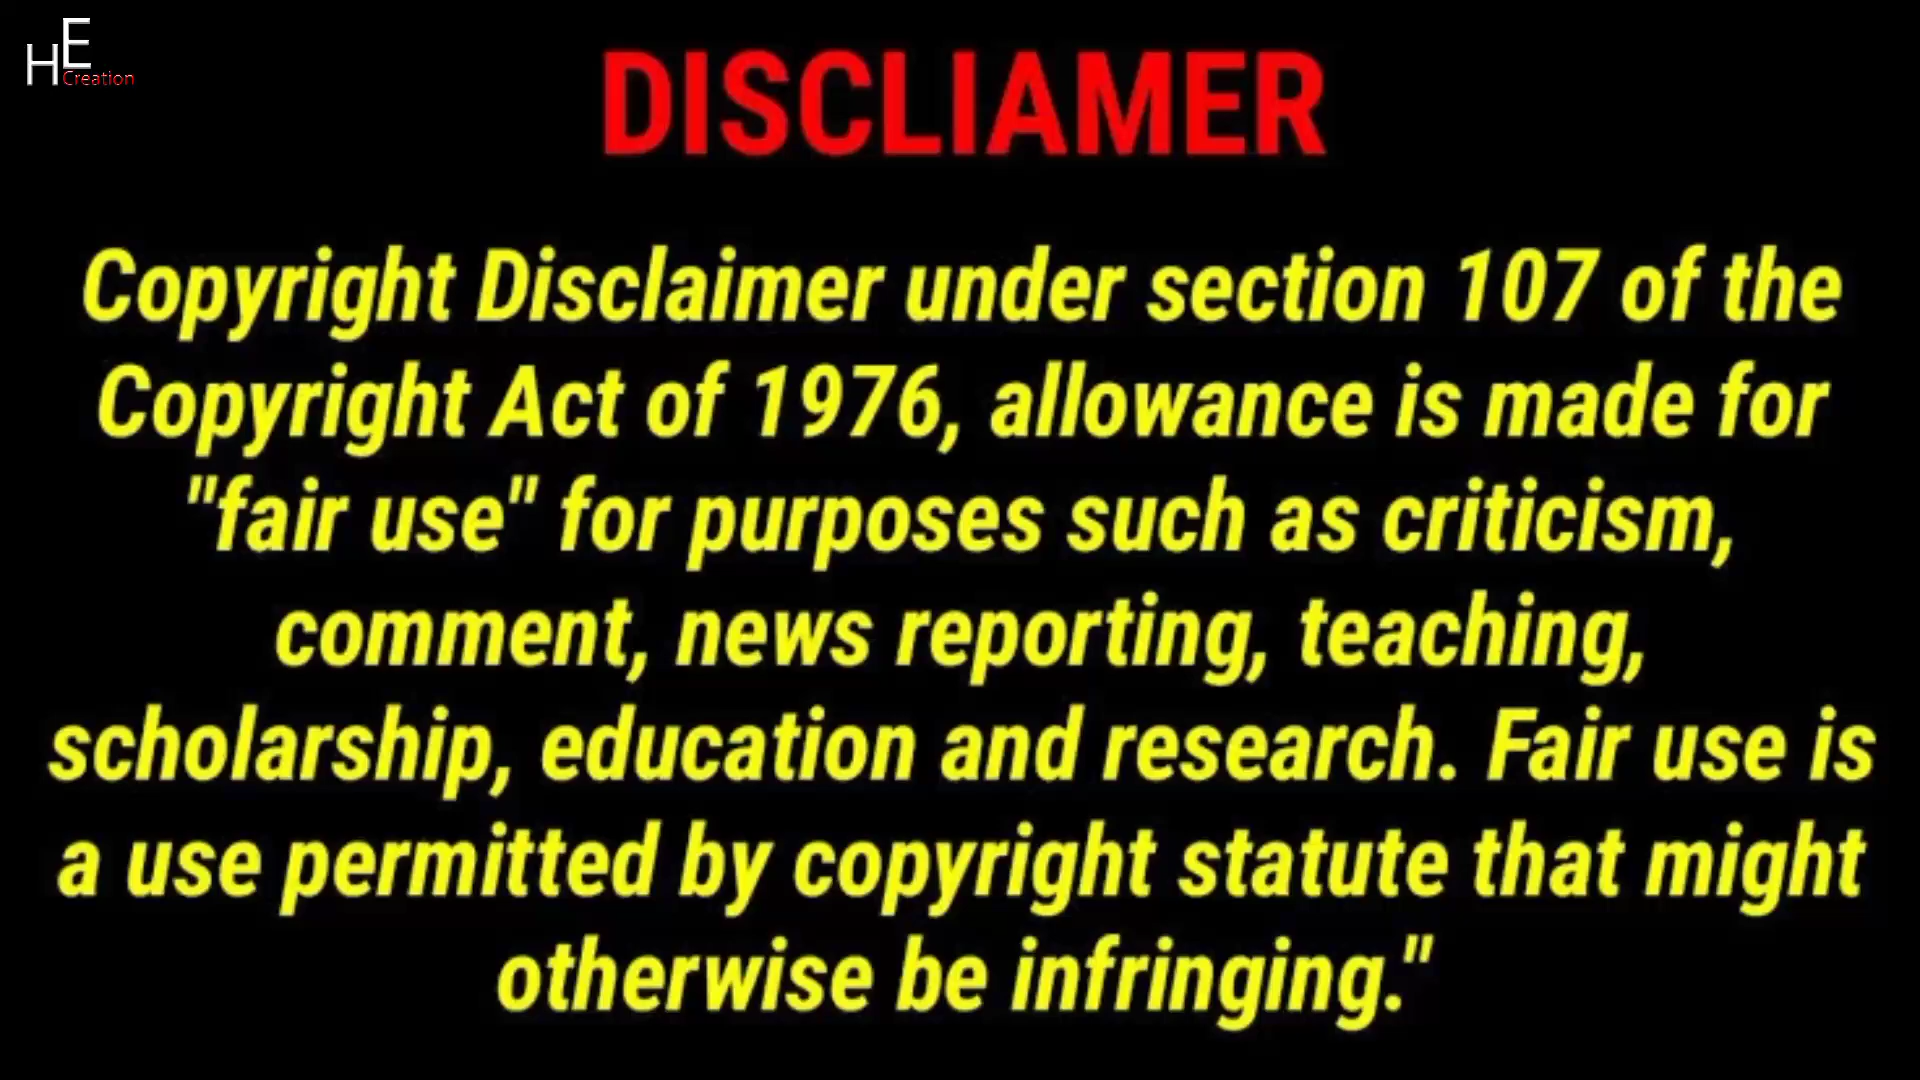 HE
Creation
DISCLIAMER
Copyright Disclaimer under section 107 of the
Copyright Act of 1976, allowance is made for
"fair use" for purposes such as criticism,
comment, news reporting, teaching,
scholarship, education and research. Fair use is
a use permitted by copyright statute that might
otherwise be infringing."